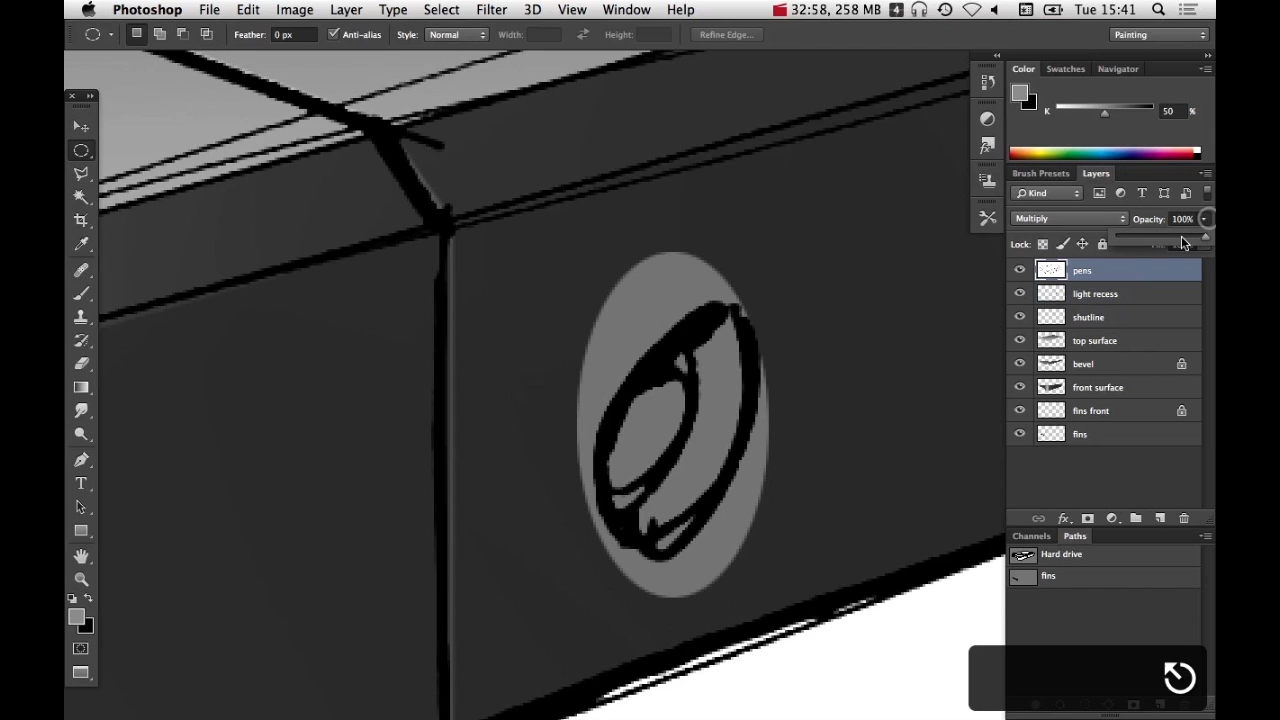 Photoshop File Edit Image Layer Type Select Filter 3D View Window Help 32:58, 258 MB 4 Tue 15:41
Feather: 0 px Anti-alias Style: Normal Width: Height: Refine Edge... Painting
Color Swatches Navigator
K 50 %
Brush Presets Layers
Kind
Multiply Opacity: 100%
Lock:
pens
light recess
shutline
top surface
bevel
front surface
fins front
fins
fx
Channels Paths
Hard drive
fins